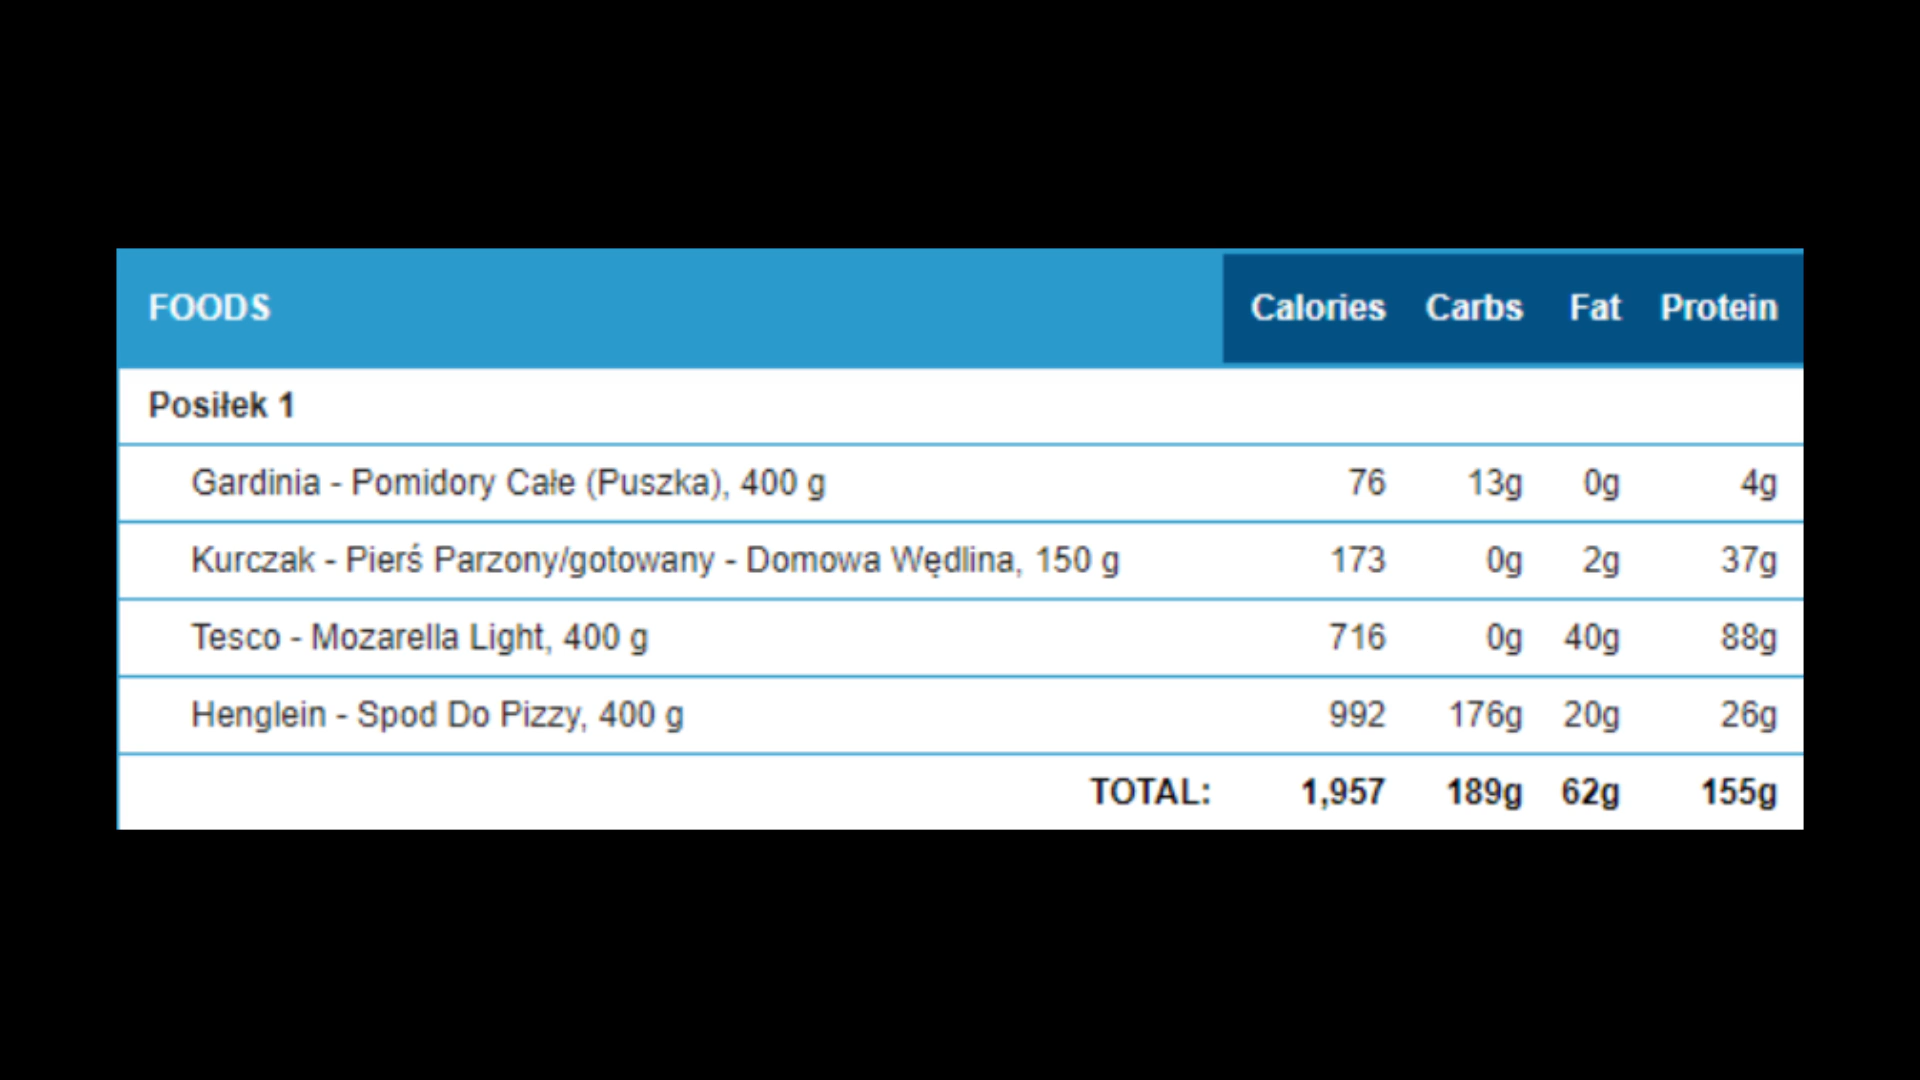 FOODS Calories Carbs Fat Protein
Posiłek 1
Gardinia - Pomidory Całe (Puszka), 400 g 76 13g 0g 4g
Kurczak - Pierś Parzony/gotowany - Domowa Wędlina, 150 g 173 0g 2g 37g
Tesco - Mozarella Light, 400 g 716 0g 40g 88g
Henglein - Spod Do Pizzy, 400 g 992 176g 20g 26g
TOTAL: 1,957 189g 62g 155g